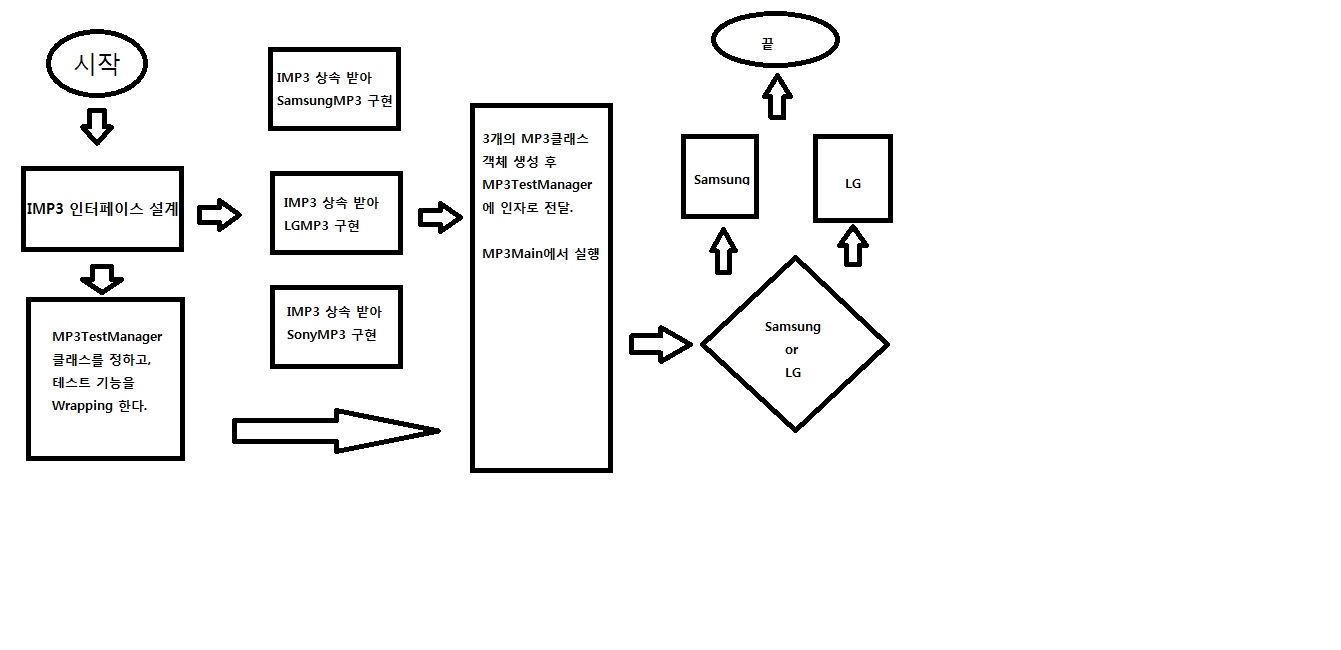 시작
IMP3 인터페이스 설계
MP3TestManager
클래스를 정하고,
테스트 기능을
Wrapping 한다.
IMP3 상속 받아
SamsungMP3 구현
IMP3 상속 받아
LGMP3 구현
IMP3 상속 받아
SonyMP3 구현
3개의 MP3클래스
객체 생성 후
MP3TestManager
에 인자로 전달.
MP3Main에서 실행
Samsung
or
LG
Samsung
LG
끝